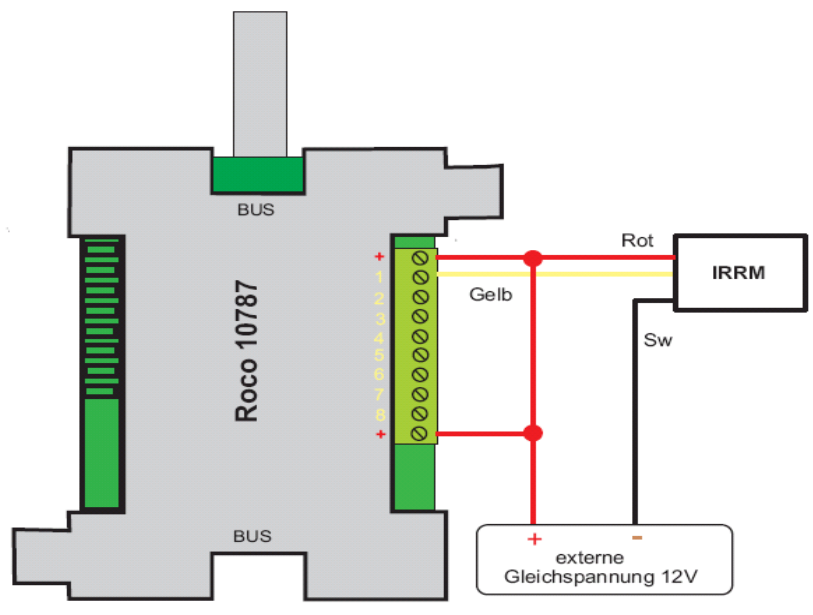 BUS
Roco 10787
+
1
2
3
4
5
6
7
8
+
Rot
Gelb
IRRM
Sw
+ -
externe
Gleichspannung 12V
BUS